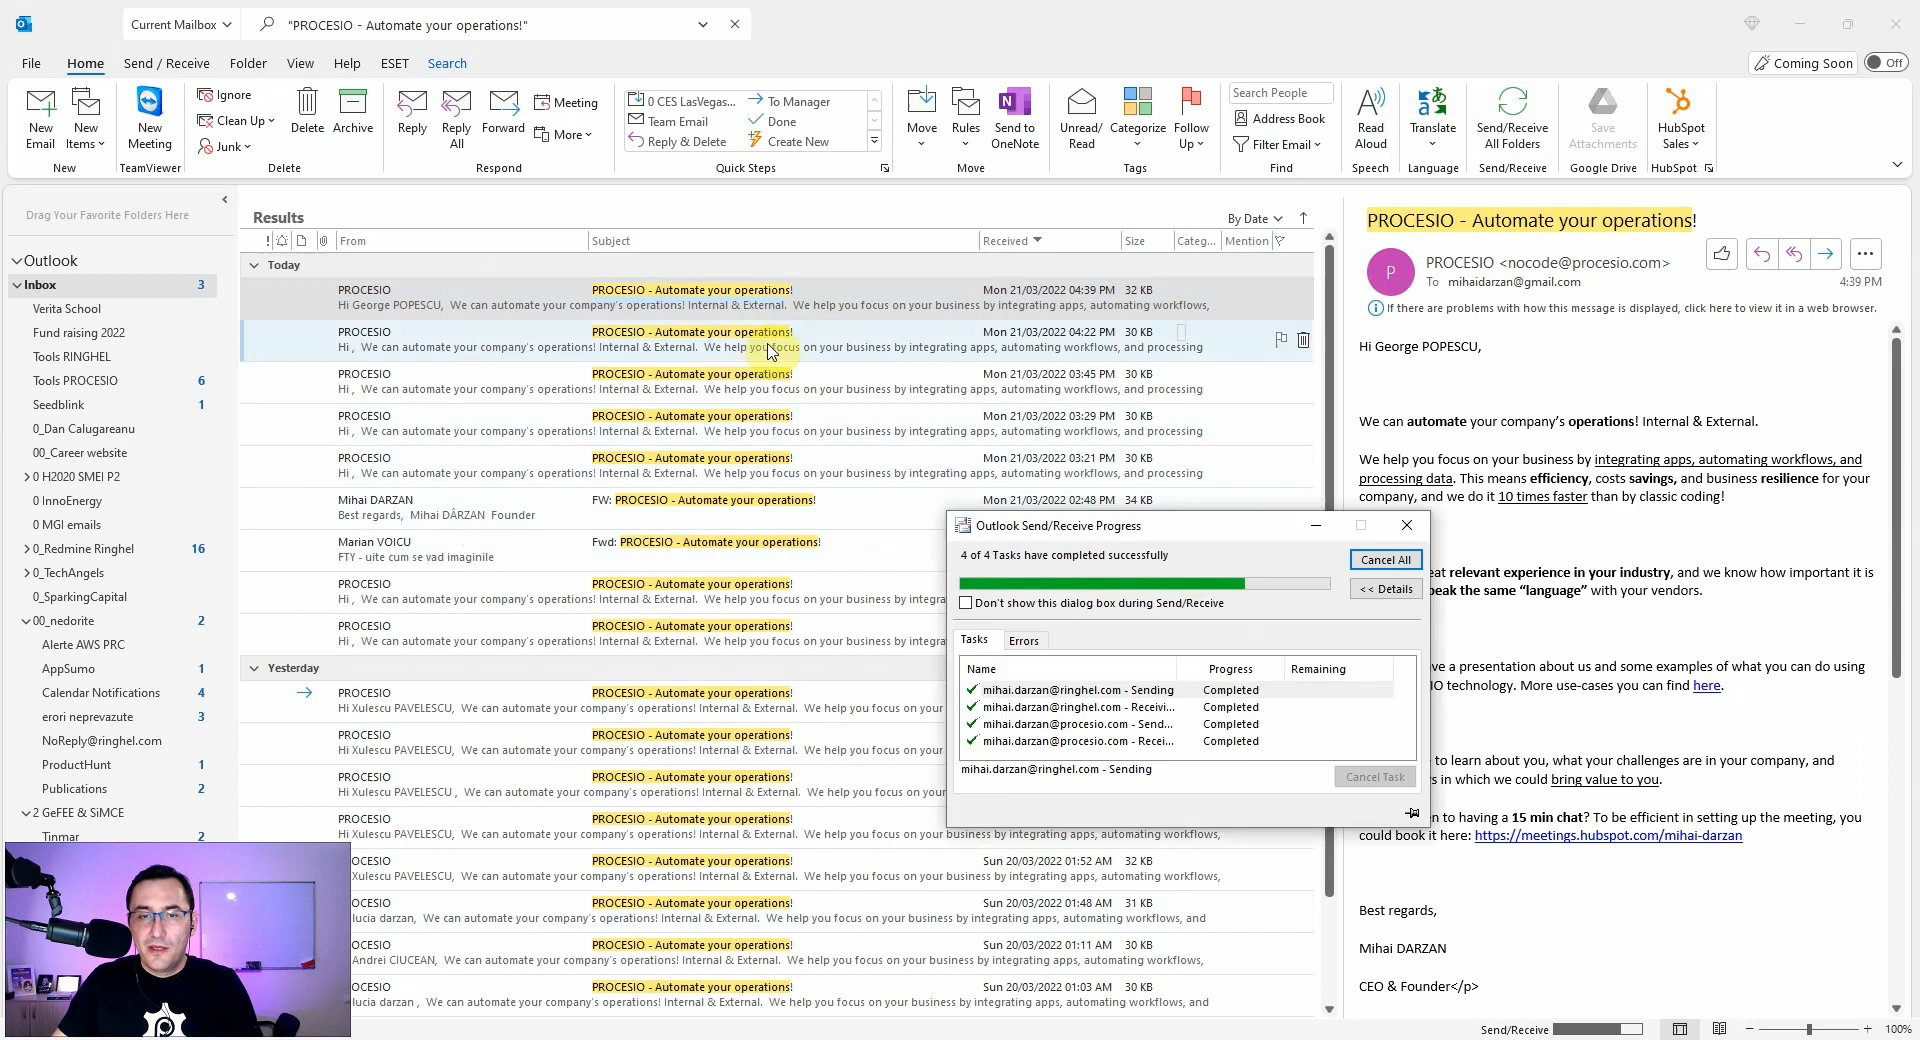 Current Mailbox "PROCESIO - Automate your operations!"
File Home Send / Receive Folder View Help ESET Search Coming Soon Off
New Email
New Items
New
New Meeting
TeamViewer
Ignore
Clean Up
Junk
Delete
Archive
Delete
Reply
Reply All
Forward
Meeting
More
Respond
0 CES LasVegas... To Manager
Team Email Done
Reply & Delete Create New
Quick Steps
Move
Rules
Send to OneNote
Move
Unread/ Read
Categorize
Follow Up
Tags
Search People
Address Book
Filter Email
Find
Read Aloud
Speech
Translate
Language
Send/Receive All Folders
Send/Receive
Save Attachments
Google Drive
HubSpot Sales
HubSpot
Drag Your Favorite Folders Here
Outlook
Inbox 3
Verita School
Fund raising 2022
Tools RINGHEL
Tools PROCESIO 6
Seedblink 1
0_Dan Calugareanu
00_Career website
0 H2020 SMEI P2
0 InnoEnergy
0 MGI emails
0_Redmine Ringhel 16
0_TechAngels
0_SparkingCapital
00_nedorite 2
Alerte AWS PRC
AppSumo 1
Calendar Notifications 4
erori neprevazute 3
NoReply@ringhel.com
ProductHunt 1
Publications 2
2 GeFEE & SiMCE
Tinmar 2
Results By Date
! From Subject Received Size Categ... Mention
Today
PROCESIO PROCESIO - Automate your operations! Mon 21/03/2022 04:39 PM 32 KB
Hi George POPESCU, We can automate your company's operations! Internal & External. We help you focus on your business by integrating apps, automating workflows,
PROCESIO PROCESIO - Automate your operations! Mon 21/03/2022 04:22 PM 30 KB
Hi , We can automate your company's operations! Internal & External. We help you focus on your business by integrating apps, automating workflows, and processing
PROCESIO PROCESIO - Automate your operations! Mon 21/03/2022 03:45 PM 30 KB
Hi , We can automate your company's operations! Internal & External. We help you focus on your business by integrating apps, automating workflows, and processing
PROCESIO PROCESIO - Automate your operations! Mon 21/03/2022 03:29 PM 30 KB
Hi , We can automate your company's operations! Internal & External. We help you focus on your business by integrating apps, automating workflows, and processing
PROCESIO PROCESIO - Automate your operations! Mon 21/03/2022 03:21 PM 30 KB
Hi , We can automate your company's operations! Internal & External. We help you focus on your business by integrating apps, automating workflows, and processing
Mihai DARZAN FW: PROCESIO - Automate your operations! Mon 21/03/2022 02:48 PM 34 KB
Best regards, Mihai DÂRZAN Founder
Marian VOICU Fwd: PROCESIO - Automate your operations!
FTY - uite cum se vad imaginile
PROCESIO PROCESIO - Automate your operations!
Hi , We can automate your company's operations! Internal & External. We help you focus on your business by integra
PROCESIO PROCESIO - Automate your operations!
Hi , We can automate your company's operations! Internal & External. We help you focus on your business by integra
Yesterday
PROCESIO PROCESIO - Automate your operations!
Hi Xulescu PAVELESCU, We can automate your company's operations! Internal & External. We help you focus on your
PROCESIO PROCESIO - Automate your operations!
Hi Xulescu PAVELESCU, We can automate your company's operations! Internal & External. We help you focus on your
PROCESIO PROCESIO - Automate your operations!
Hi Xulescu PAVELESCU , We can automate your company's operations! Internal & External. We help you focus on your
PROCESIO PROCESIO - Automate your operations!
Hi Xulescu PAVELESCU, We can automate your company's operations! Internal & External. We help you focus on your business by integrating apps, automating workflows,
OCESIO PROCESIO - Automate your operations! Sun 20/03/2022 01:52 AM 32 KB
Xulescu PAVELESCU, We can automate your company's operations! Internal & External. We help you focus on your business by integrating apps, automating workflows,
OCESIO PROCESIO - Automate your operations! Sun 20/03/2022 01:48 AM 31 KB
lucia darzan, We can automate your company's operations! Internal & External. We help you focus on your business by integrating apps, automating workflows, and
OCESIO PROCESIO - Automate your operations! Sun 20/03/2022 01:11 AM 30 KB
Andrei CIUCEAN, We can automate your company's operations! Internal & External. We help you focus on your business by integrating apps, automating workflows,
OCESIO PROCESIO - Automate your operations! Sun 20/03/2022 01:03 AM 30 KB
lucia darzan , We can automate your company's operations! Internal & External. We help you focus on your business by integrating apps, automating workflows, and
Outlook Send/Receive Progress
4 of 4 Tasks have completed successfully
Cancel All
<< Details
Don't show this dialog box during Send/Receive
Tasks Errors
Name Progress Remaining
mihai.darzan@ringhel.com - Sending Completed
mihai.darzan@ringhel.com - Receivi... Completed
mihai.darzan@procesio.com - Send... Completed
mihai.darzan@procesio.com - Recei... Completed
mihai.darzan@ringhel.com - Sending
Cancel Task
PROCESIO - Automate your operations!
P
PROCESIO <nocode@procesio.com>
To mihaidarzan@gmail.com 4:39 PM
If there are problems with how this message is displayed, click here to view it in a web browser.
Hi George POPESCU,
We can automate your company's operations! Internal & External.
We help you focus on your business by integrating apps, automating workflows, and
processing data. This means efficiency, costs savings, and business resilience for your
company, and we do it 10 times faster than by classic coding!
eat relevant experience in your industry, and we know how important it is
peak the same “language” with your vendors.
ve a presentation about us and some examples of what you can do using
IO technology. More use-cases you can find here.
to learn about you, what your challenges are in your company, and
s in which we could bring value to you.
n to having a 15 min chat? To be efficient in setting up the meeting, you
could book it here: https://meetings.hubspot.com/mihai-darzan
Best regards,
Mihai DARZAN
CEO & Founder</p>
Send/Receive 100%